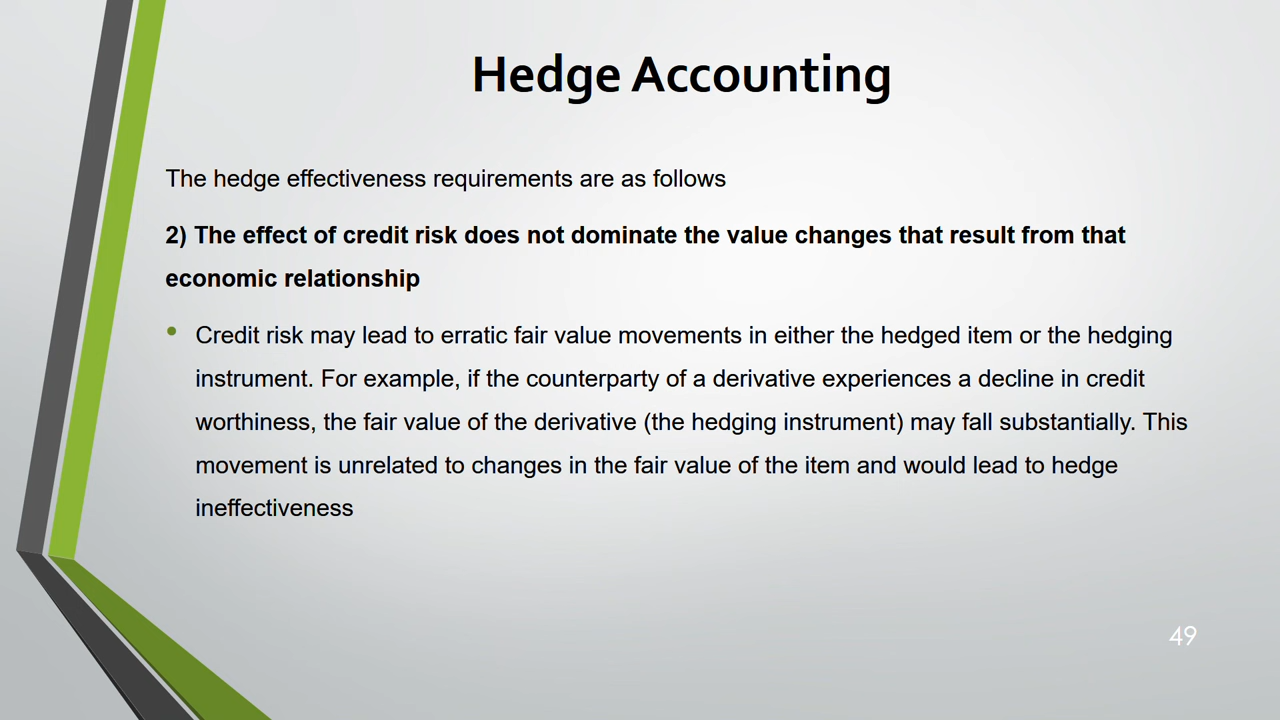 Hedge Accounting
The hedge effectiveness requirements are as follows
2) The effect of credit risk does not dominate the value changes that result from that
economic relationship
• Credit risk may lead to erratic fair value movements in either the hedged item or the hedging
instrument. For example, if the counterparty of a derivative experiences a decline in credit
worthiness, the fair value of the derivative (the hedging instrument) may fall substantially. This
movement is unrelated to changes in the fair value of the item and would lead to hedge
ineffectiveness
49